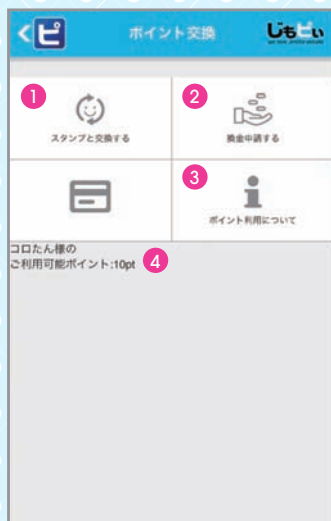 ピ
ポイント交換
じもピぃ
1
スタンプと交換する
2
換金申請する
3
ポイント利用について
コロたん様の
ご利用可能ポイント:10pt
4